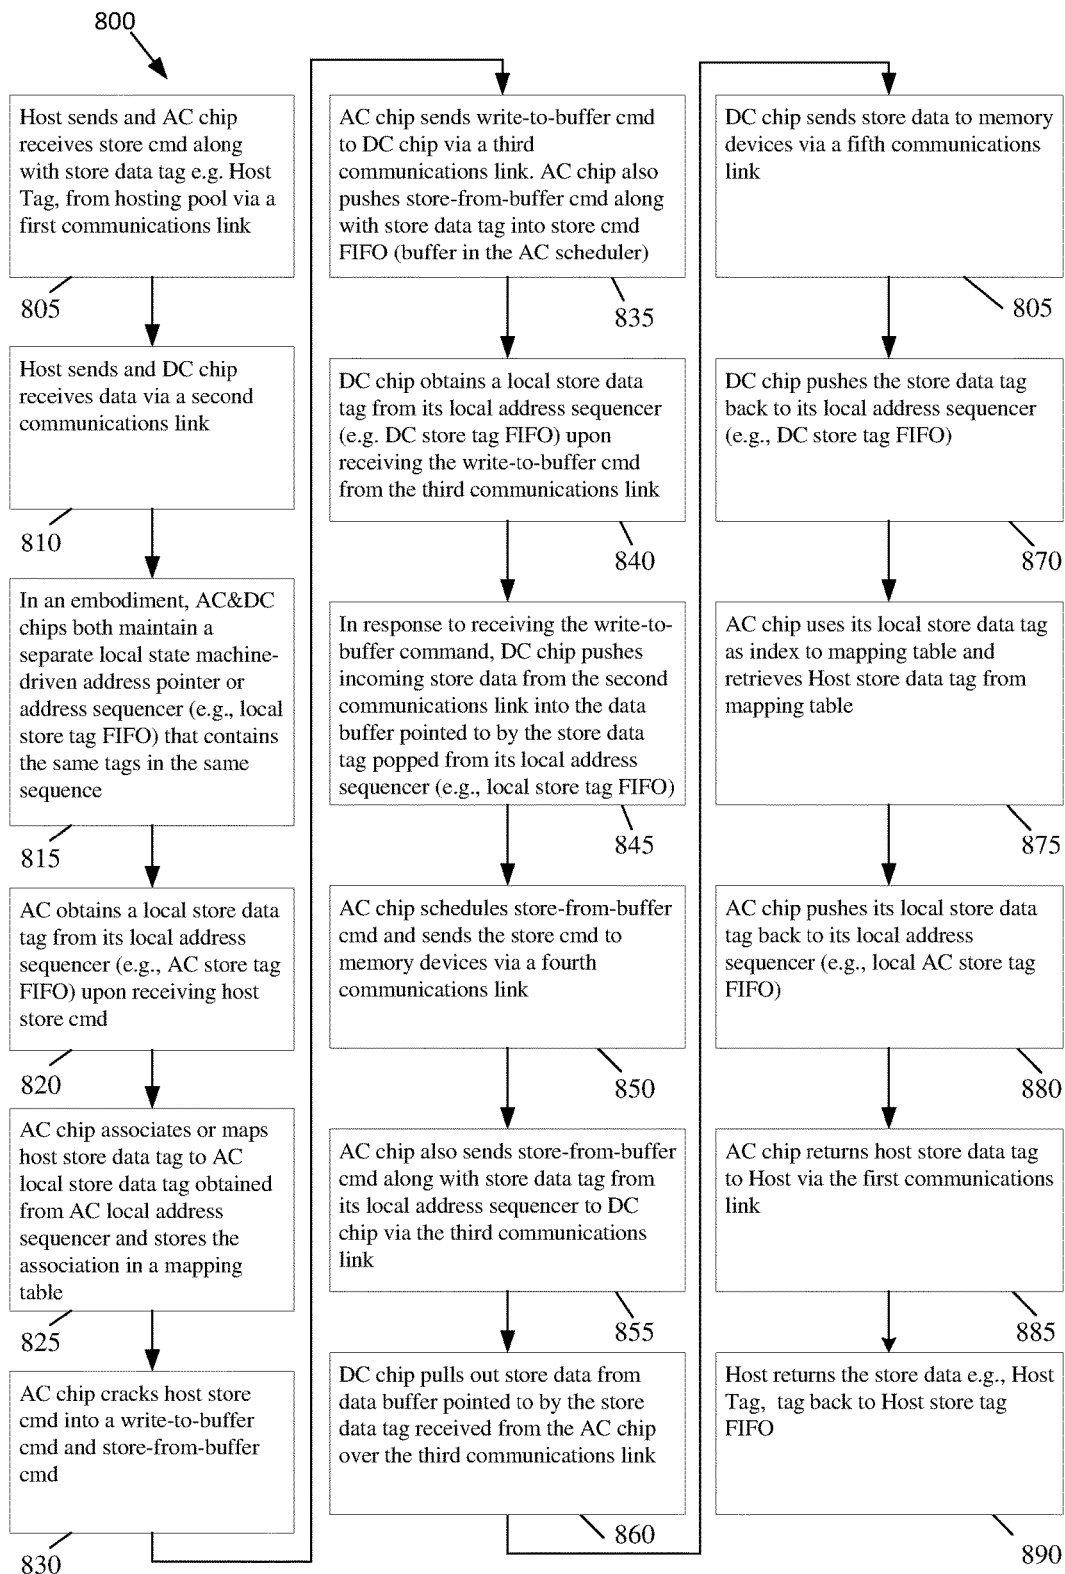 800
Host sends and AC chip
receives store cmd along
with store data tag e.g. Host
Tag, from hosting pool via a
first communications link
805
Host sends and DC chip
receives data via a second
communications link
810
In an embodiment, AC&DC
chips both maintain a
separate local state machine-
driven address pointer or
address sequencer (e.g., local
store tag FIFO) that contains
the same tags in the same
sequence
815
AC obtains a local store data
tag from its local address
sequencer (e.g., AC store tag
FIFO) upon receiving host
store cmd
820
AC chip associates or maps
host store data tag to AC
local store data tag obtained
from AC local address
sequencer and stores the
association in a mapping
table
825
AC chip cracks host store
cmd into a write-to-buffer
cmd and store-from-buffer
cmd
830
AC chip sends write-to-buffer cmd
to DC chip via a third
communications link. AC chip also
pushes store-from-buffer cmd along
with store data tag into store cmd
FIFO (buffer in the AC scheduler)
835
DC chip obtains a local store data
tag from its local address sequencer
(e.g. DC store tag FIFO) upon
receiving the write-to-buffer cmd
from the third communications link
840
In response to receiving the write-to-
buffer command, DC chip pushes
incoming store data from the second
communications link into the data
buffer pointed to by the store data
tag popped from its local address
sequencer (e.g., local store tag FIFO)
845
AC chip schedules store-from-buffer
cmd and sends the store cmd to
memory devices via a fourth
communications link
850
AC chip also sends store-from-buffer
cmd along with store data tag from
its local address sequencer to DC
chip via the third communications
link
855
DC chip pulls out store data from
data buffer pointed to by the store
data tag received from the AC chip
over the third communications link
860
DC chip sends store data to memory
devices via a fifth communications
link
805
DC chip pushes the store data tag
back to its local address sequencer
(e.g., DC store tag FIFO)
870
AC chip uses its local store data tag
as index to mapping table and
retrieves Host store data tag from
mapping table
875
AC chip pushes its local store data
tag back to its local address
sequencer (e.g., local AC store tag
FIFO)
880
AC chip returns host store data tag
to Host via the first communications
link
885
Host returns the store data e.g., Host
Tag, tag back to Host store tag
FIFO
890